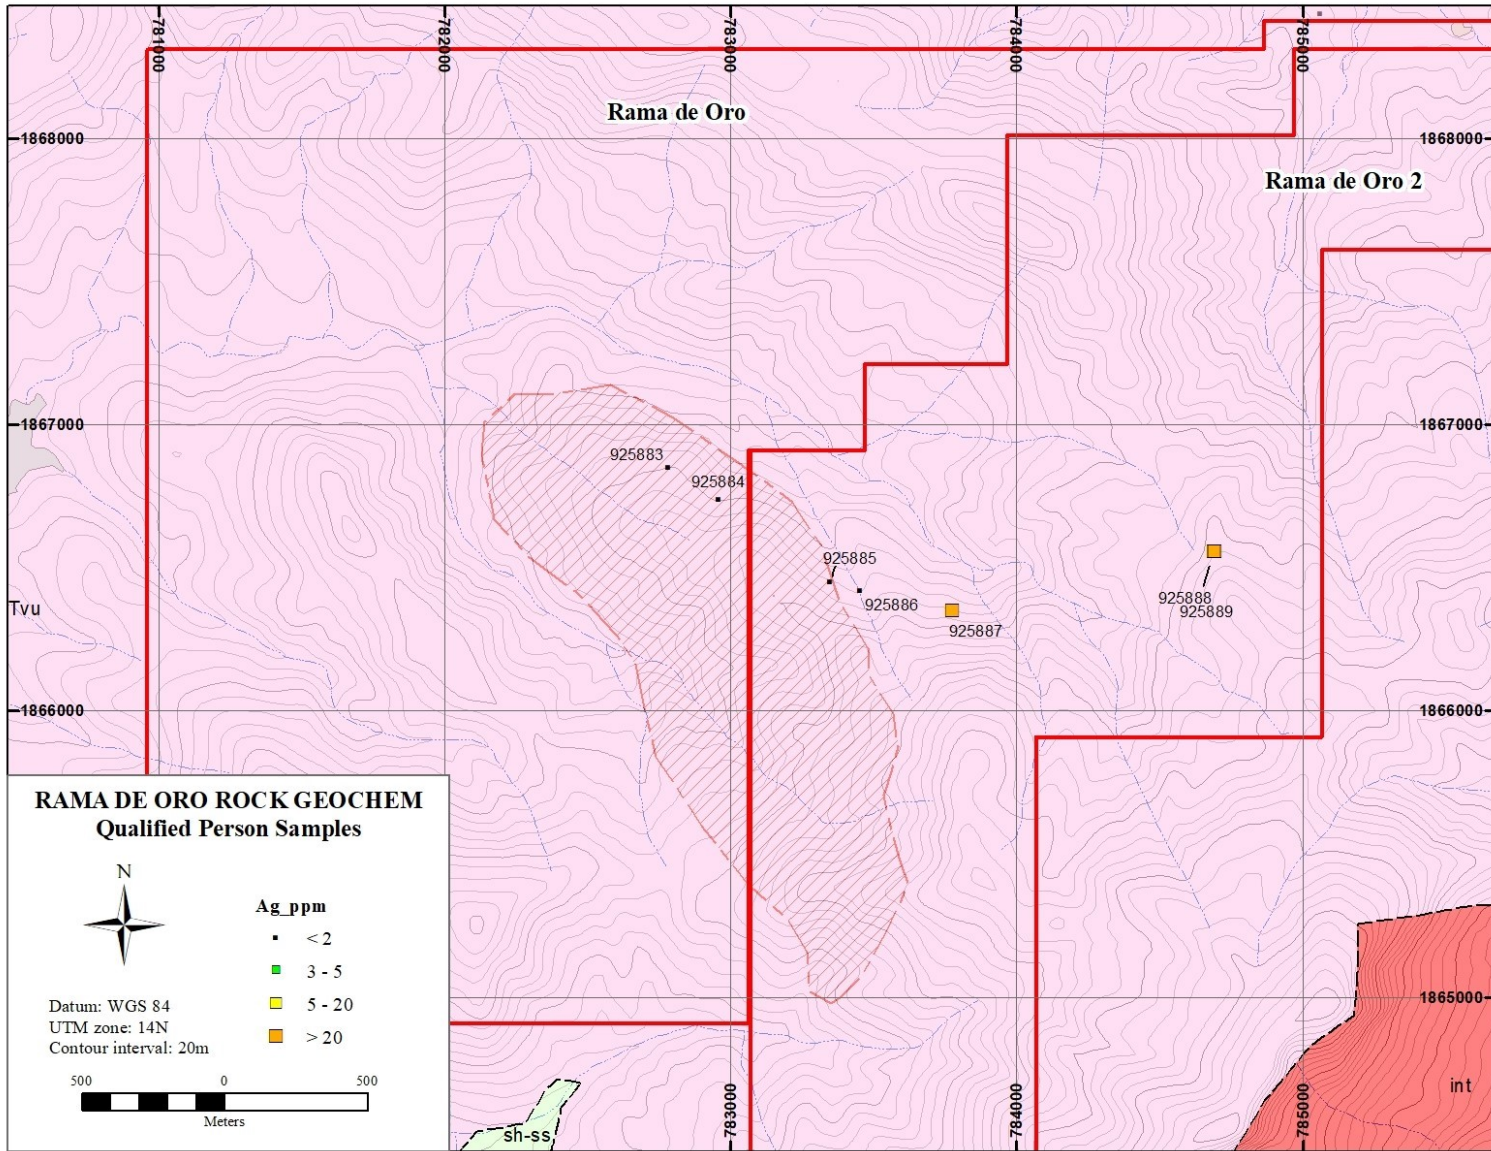 781000
782000
783000
784000
785000
Rama de Oro
1868000
1868000
Rama de Oro 2
1867000
1867000
925883
925884
925885
925886
925887
925888
925889
Tvu
1866000
1866000
RAMA DE ORO ROCK GEOCHEM
Qualified Person Samples
N
Ag_ppm
< 2
3 - 5
5 - 20
> 20
Datum: WGS 84
UTM zone: 14N
Contour interval: 20m
500 0 500
Meters
1865000
int
sh-ss
783000
784000
785000